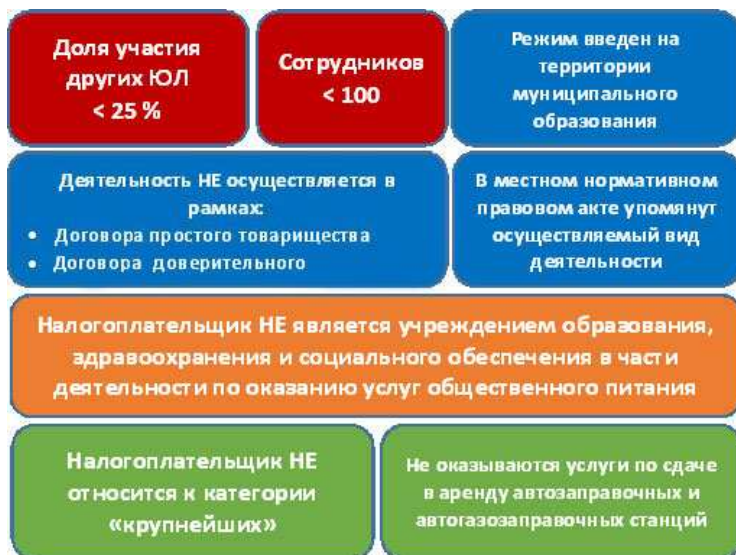 Доля участия
других ЮЛ
< 25 %
Сотрудников
< 100
Режим введен на
территории
муниципального
образования
Деятельность НЕ осуществляется в
рамках:
• Договора простого товарищества
• Договора доверительного
В местном нормативном
правовом акте упомянут
осуществляемый вид
деятельности
Налогоплательщик НЕ является учреждением образования,
здравоохранения и социального обеспечения в части
деятельности по оказанию услуг общественного питания
Налогоплательщик НЕ
относится к категории
«крупнейших»
Не оказываются услуги по сдаче
в аренду автозаправочных и
автогазозаправочных станций